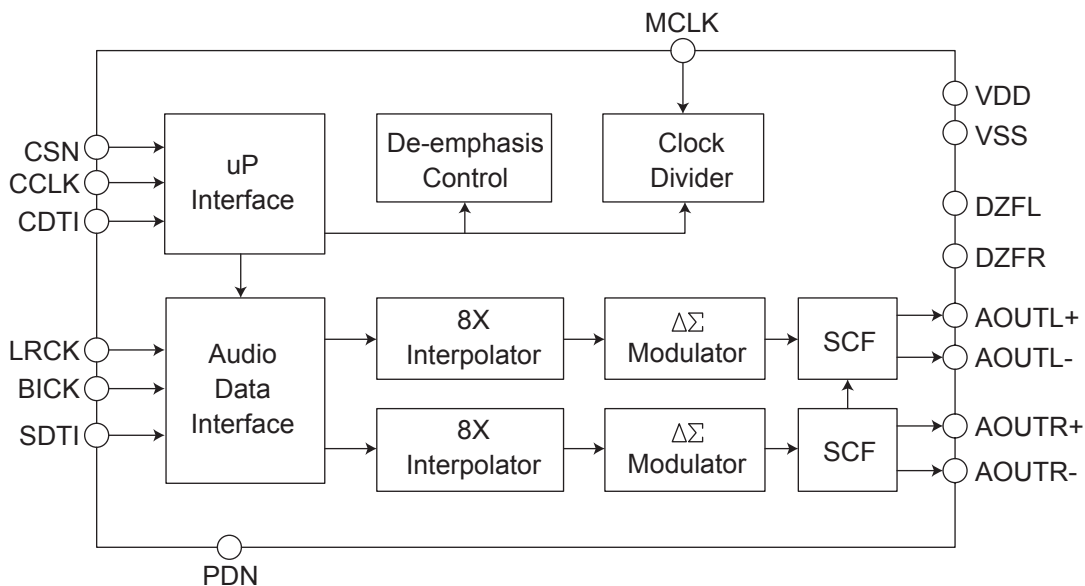 MCLK
VDD
VSS
DZFL
DZFR
CSN
CCLK
CDTI
uP
Interface
De-emphasis
Control
Clock
Divider
LRCK
BICK
SDTI
Audio
Data
Interface
8X
Interpolator
ΔΣ
Modulator
SCF
AOUTL+
AOUTL-
8X
Interpolator
ΔΣ
Modulator
SCF
AOUTR+
AOUTR-
PDN